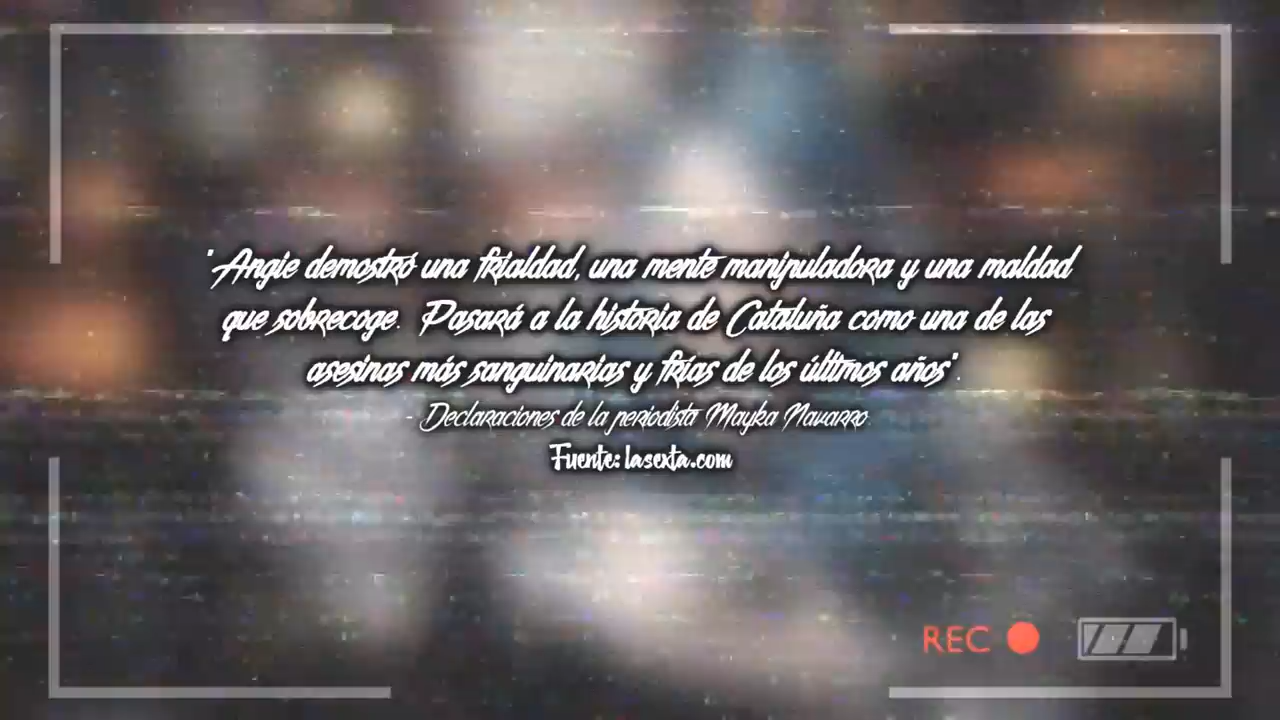 "Angie demostró una frialdad, una mente manipuladora y una maldad
que sobrecoge. Pasará a la historia de Cataluña como una de las
asesinas más sanguinarias y frías de los últimos años".
- Declaraciones de la periodista Mayka Navarro.
Fuente: lasexta.com
REC